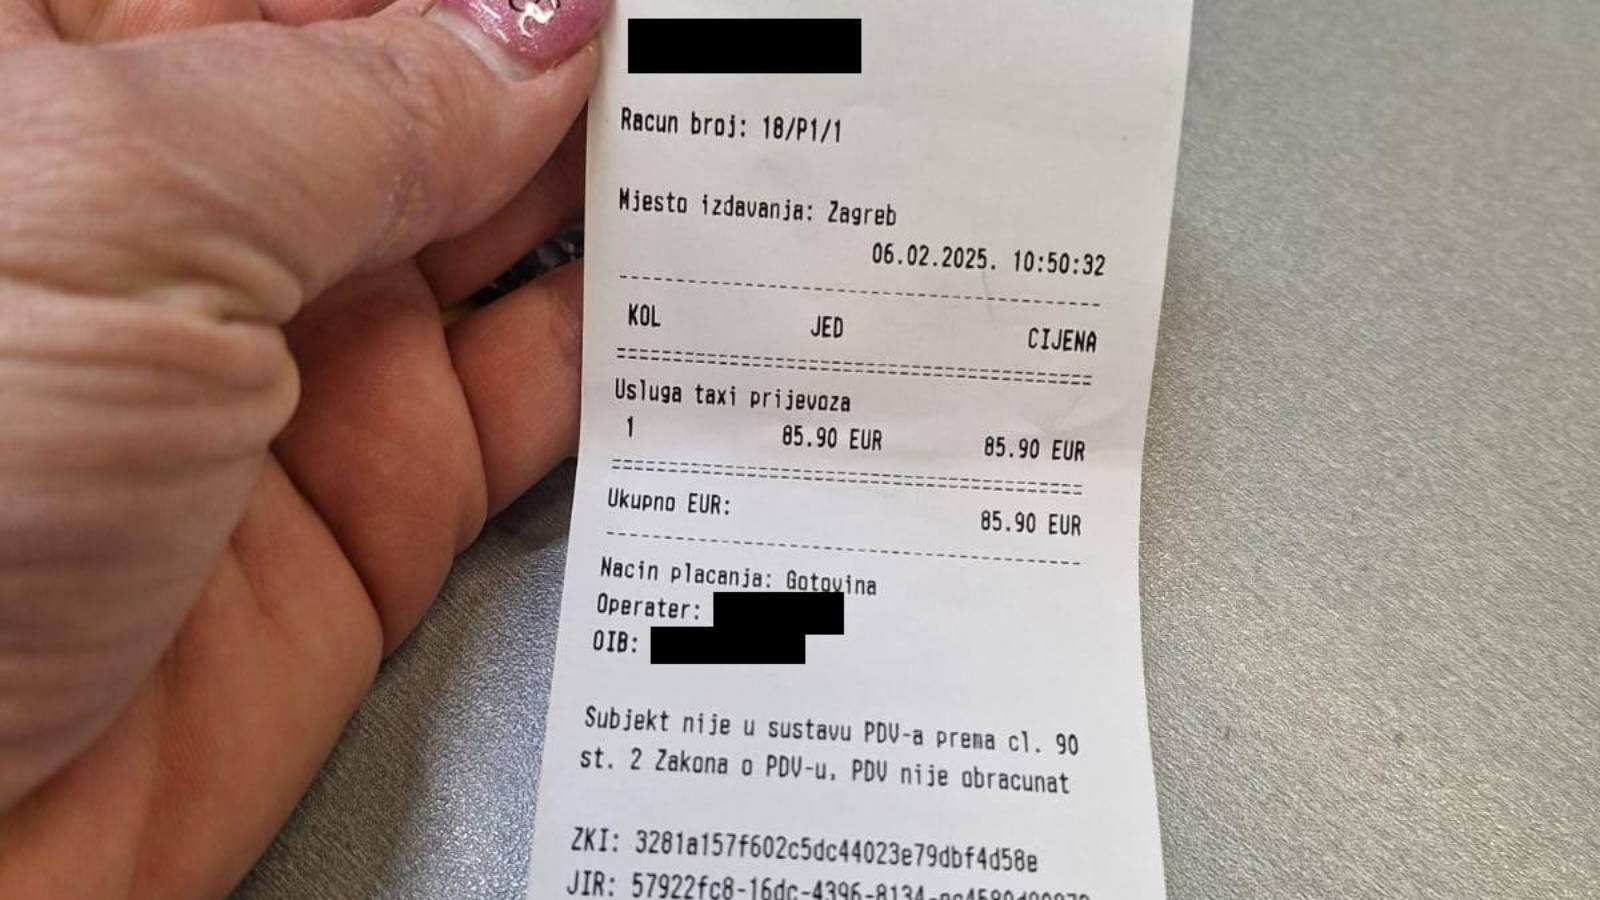 Racun broj: 18/P1/1
Mjesto izdavanja: Zagreb
06.02.2025. 10:50:32
KOL JED CIJENA
Usluga taxi prijevoza
1 85.90 EUR 85.90 EUR
Ukupno EUR: 85.90 EUR
Nacin placanja: Gotovina
Operater:
OIB:
Subjekt nije u sustavu PDV-a prema cl. 90
st. 2 Zakona o PDV-u, PDV nije obracunat
ZKI: 3281a157f602c5dc44023e79dbf4d58e
JIR: